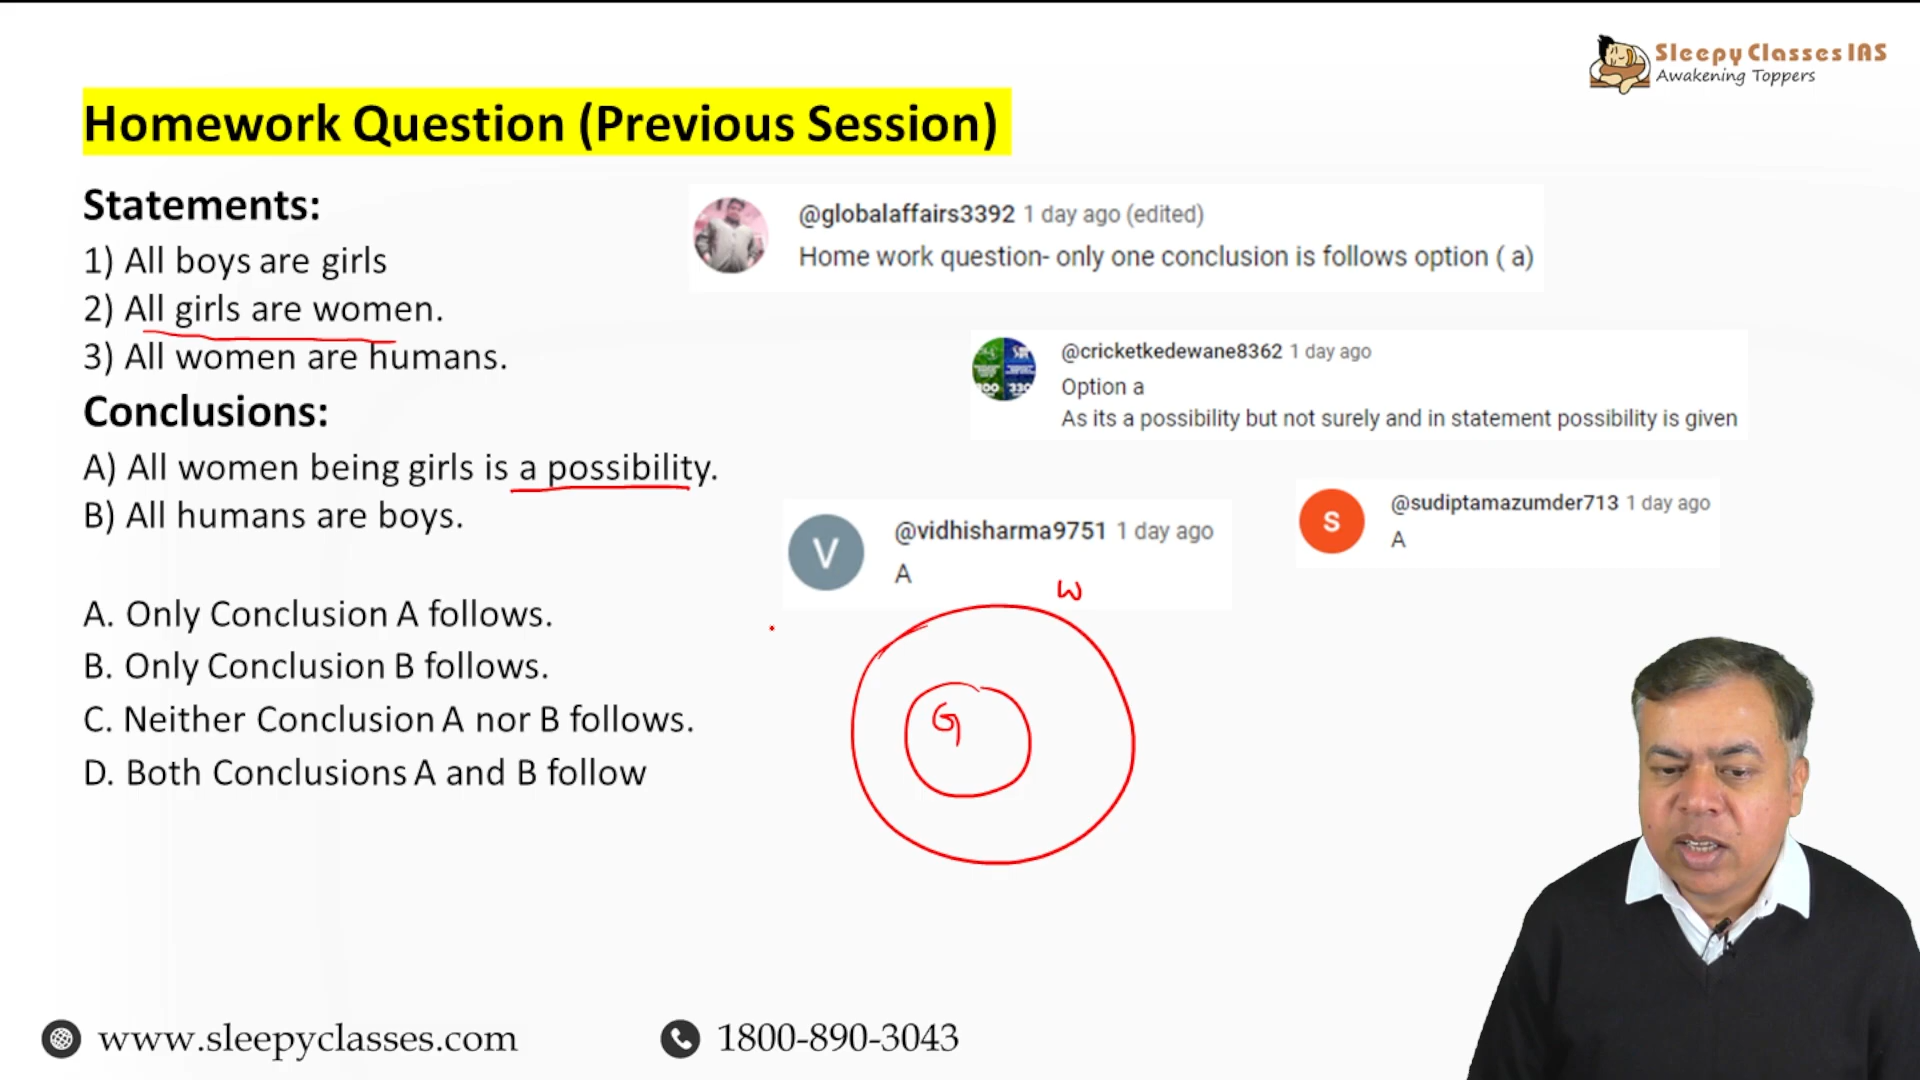 Sleepy Classes IAS
Awakening Toppers
Homework Question (Previous Session)
Statements:
1) All boys are girls
2) All girls are women.
3) All women are humans.
Conclusions:
A) All women being girls is a possibility.
B) All humans are boys.
A. Only Conclusion A follows.
B. Only Conclusion B follows.
C. Neither Conclusion A nor B follows.
D. Both Conclusions A and B follow
@globalaffairs3392 1 day ago (edited)
Home work question- only one conclusion is follows option ( a)
@cricketkedewane8362 1 day ago
Option a
As its a possibility but not surely and in statement possibility is given
V
@vidhisharma9751 1 day ago
A
S
@sudiptamazumder713 1 day ago
A
W
G
www.sleepyclasses.com
1800-890-3043